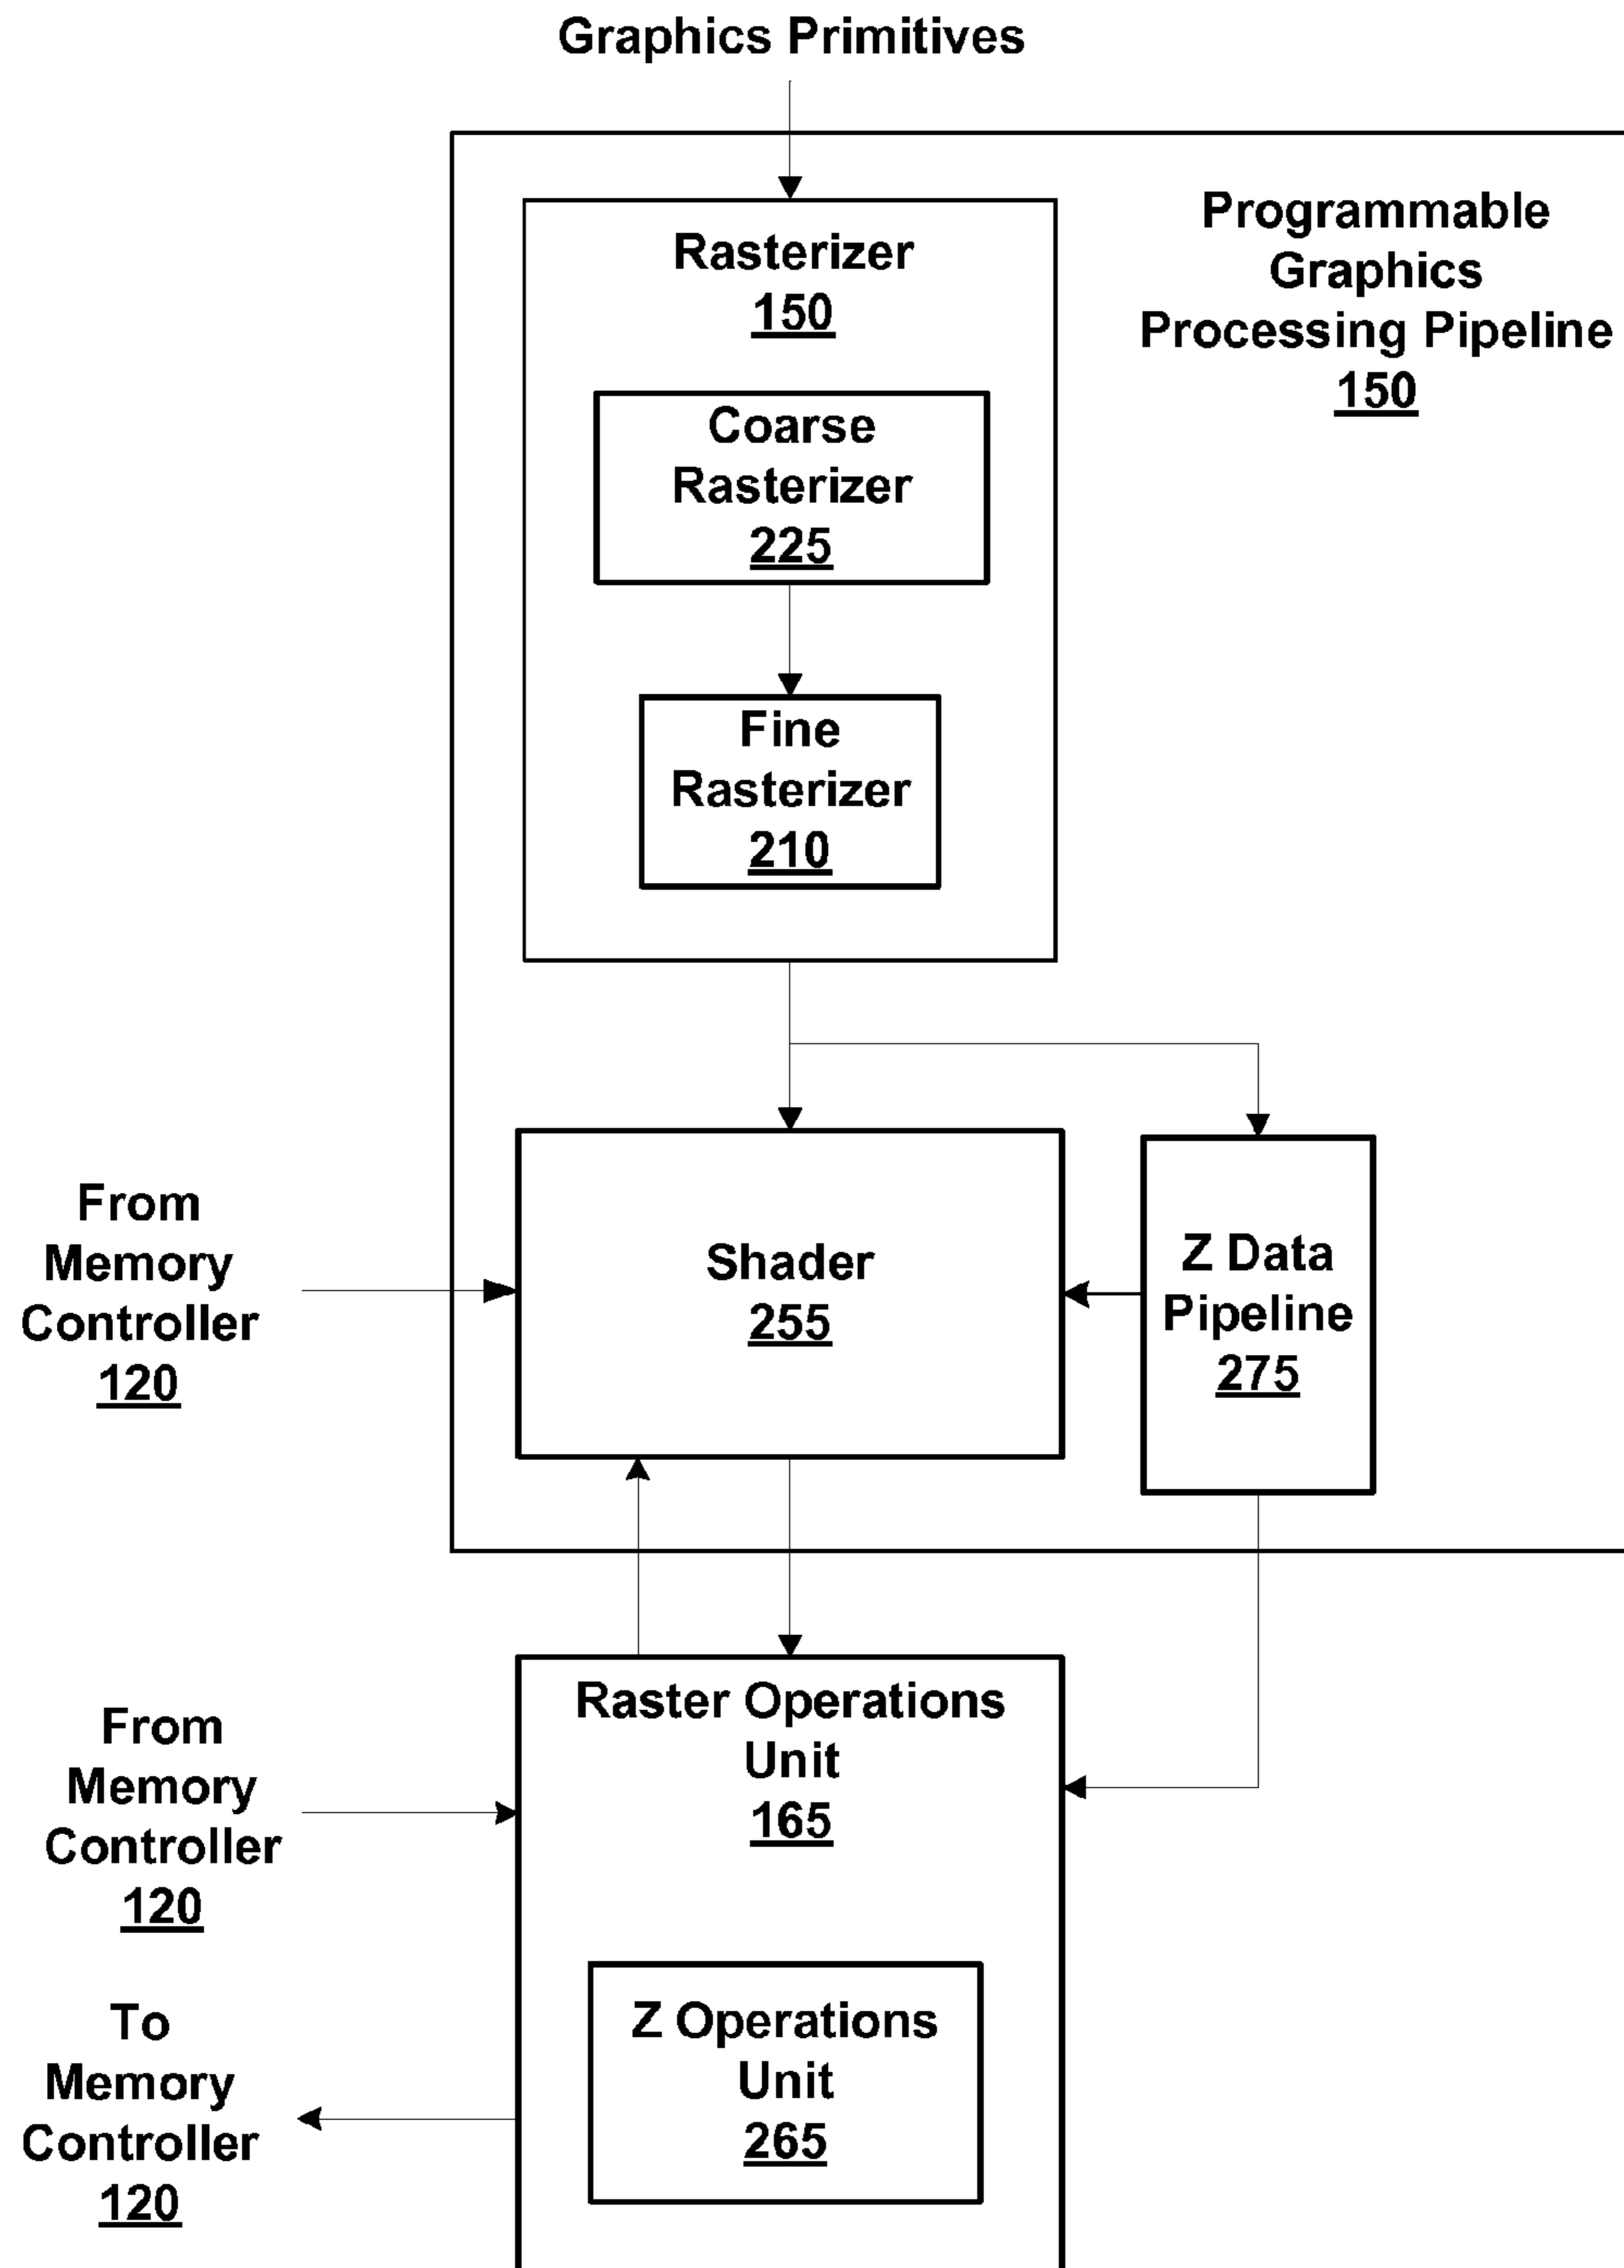 Graphics Primitives
Rasterizer
150
Programmable
Graphics
Processing Pipeline
150
Coarse
Rasterizer
225
Fine
Rasterizer
210
From
Memory
Controller
120
Shader
255
Z Data
Pipeline
275
Raster Operations
Unit
165
From
Memory
Controller
120
Z Operations
Unit
265
To
Memory
Controller
120